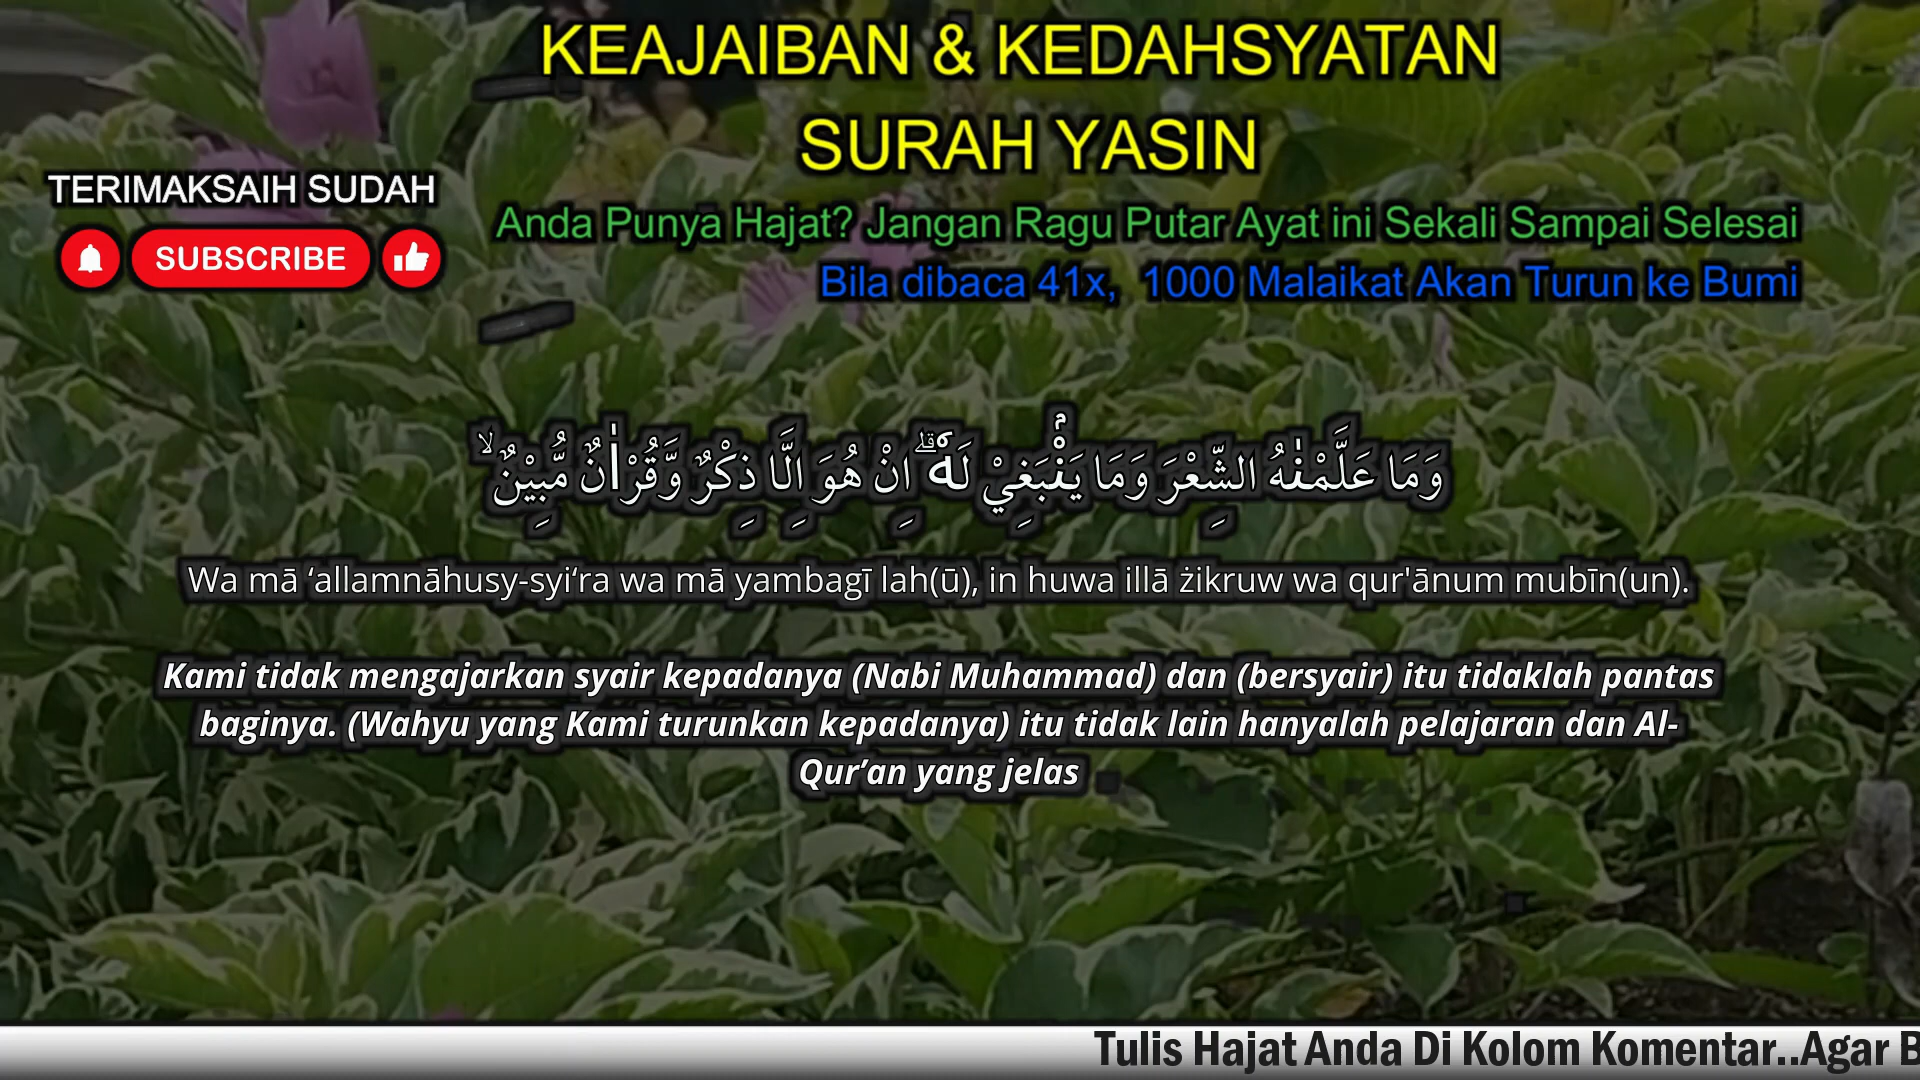 KEAJAIBAN & KEDAHSYATAN
SURAH YASIN
TERIMAKSAIH SUDAH
SUBSCRIBE
Anda Punya Hajat? Jangan Ragu Putar Ayat ini Sekali Sampai Selesai
Bila dibaca 41x, 1000 Malaikat Akan Turun ke Bumi
وَمَا عَلَّمْنٰهُ الشِّعْرَ وَمَا يَنْۢبَغِيْ لَهٗ ۗاِنْ هُوَ اِلَّا ذِكْرٌ وَّقُرْاٰنٌ مُّبِيْنٌ ۙ
Wa mā ‘allamnāhusy-syi‘ra wa mā yambagī lah(ū), in huwa illā żikruw wa qur'ānum mubīn(un).
Kami tidak mengajarkan syair kepadanya (Nabi Muhammad) dan (bersyair) itu tidaklah pantas
baginya. (Wahyu yang Kami turunkan kepadanya) itu tidak lain hanyalah pelajaran dan Al-
Qur’an yang jelas
Tulis Hajat Anda Di Kolom Komentar..Agar B